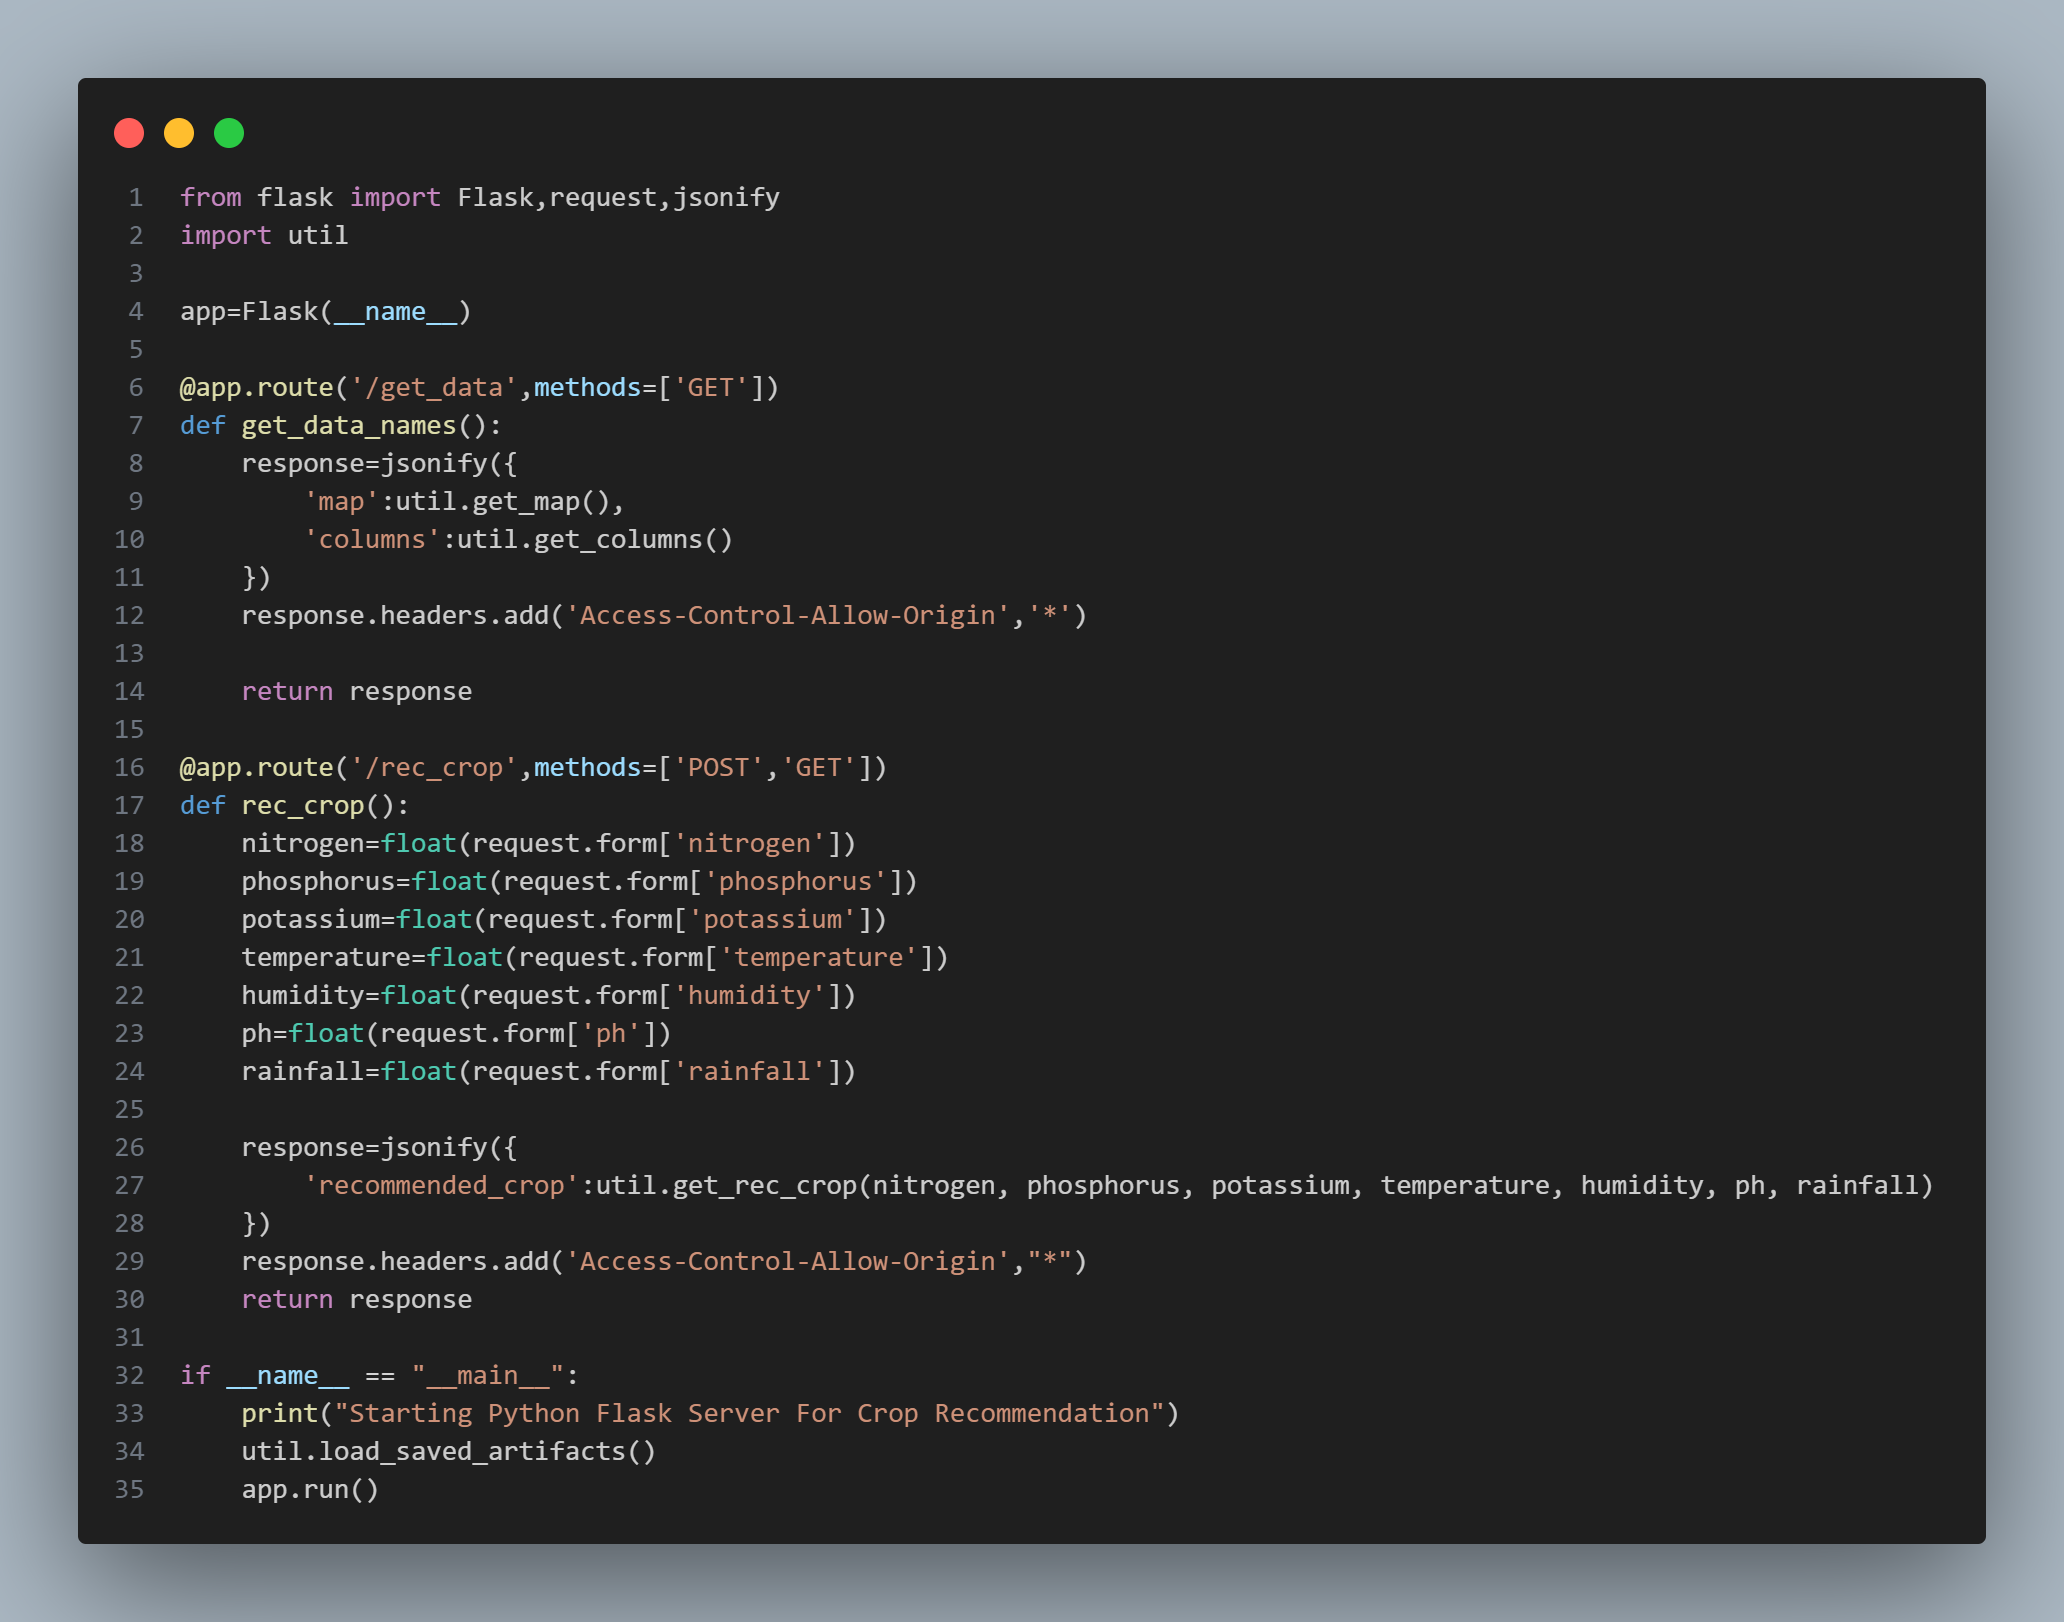 1 from flask import Flask,request,jsonify
2 import util
3
4 app=Flask(__name__)
5
6 @app.route('/get_data',methods=['GET'])
7 def get_data_names():
8     response=jsonify({
9         'map':util.get_map(),
10         'columns':util.get_columns()
11     })
12     response.headers.add('Access-Control-Allow-Origin','*')
13
14     return response
15
16 @app.route('/rec_crop',methods=['POST','GET'])
17 def rec_crop():
18     nitrogen=float(request.form['nitrogen'])
19     phosphorus=float(request.form['phosphorus'])
20     potassium=float(request.form['potassium'])
21     temperature=float(request.form['temperature'])
22     humidity=float(request.form['humidity'])
23     ph=float(request.form['ph'])
24     rainfall=float(request.form['rainfall'])
25
26     response=jsonify({
27         'recommended_crop':util.get_rec_crop(nitrogen, phosphorus, potassium, temperature, humidity, ph, rainfall)
28     })
29     response.headers.add('Access-Control-Allow-Origin',"*")
30     return response
31
32 if __name__ == "__main__":
33     print("Starting Python Flask Server For Crop Recommendation")
34     util.load_saved_artifacts()
35     app.run()